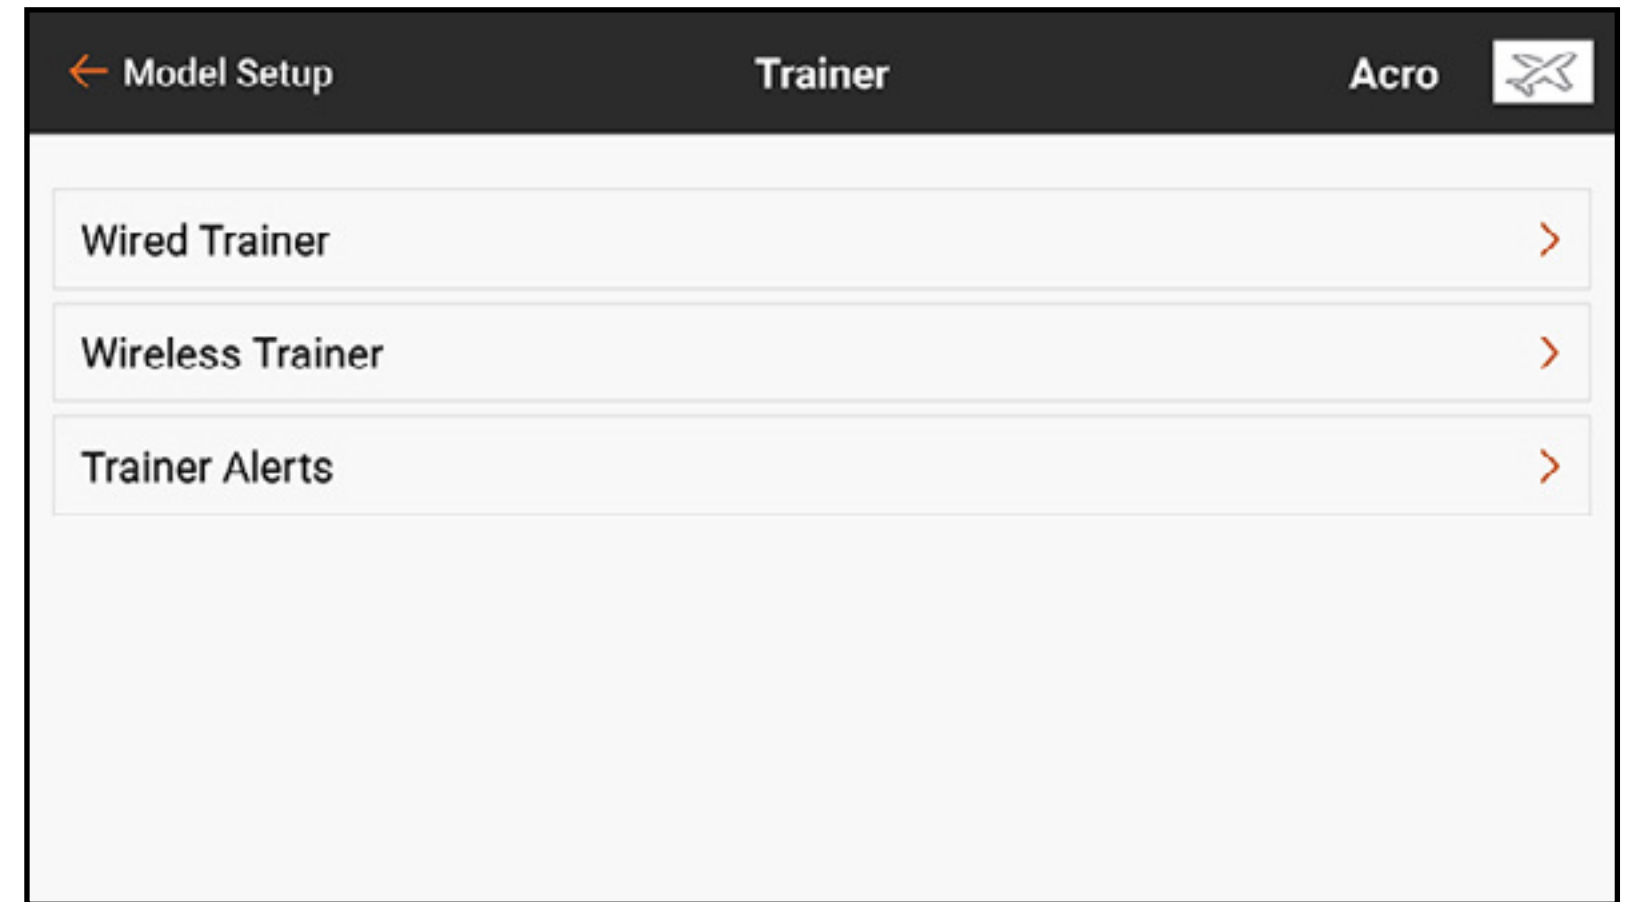 Model Setup
Trainer
Acro
Wired Trainer
Wireless Trainer
Trainer Alerts